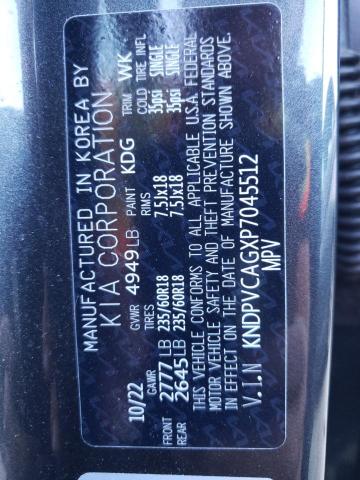 MANUFACTURED IN KOREA BY
KIA CORPORATION
10/22 GVWR 4949LB PAINT KDG TRIM WK
GAWR TIRES RIMS COLD TIRE INFL
FRONT 2777LB 235/60R18 7.5Jx18 35psi SINGLE
REAR 2645LB 235/60R18 7.5Jx18 35psi SINGLE
THIS VEHICLE CONFORMS TO ALL APPLICABLE U.S.A. FEDERAL
MOTOR VEHICLE SAFETY AND THEFT PREVENTION STANDARDS
IN EFFECT ON THE DATE OF MANUFACTURE SHOWN ABOVE.
V.I.N KNDPVCAGXP7045512
MPV